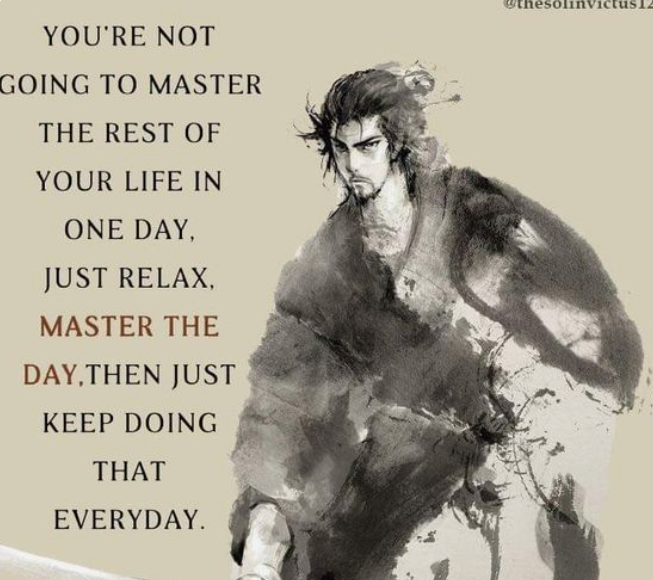 @thesolinvictus12
YOU'RE NOT
GOING TO MASTER
THE REST OF
YOUR LIFE IN
ONE DAY,
JUST RELAX,
MASTER THE
DAY,THEN JUST
KEEP DOING
THAT
EVERYDAY.